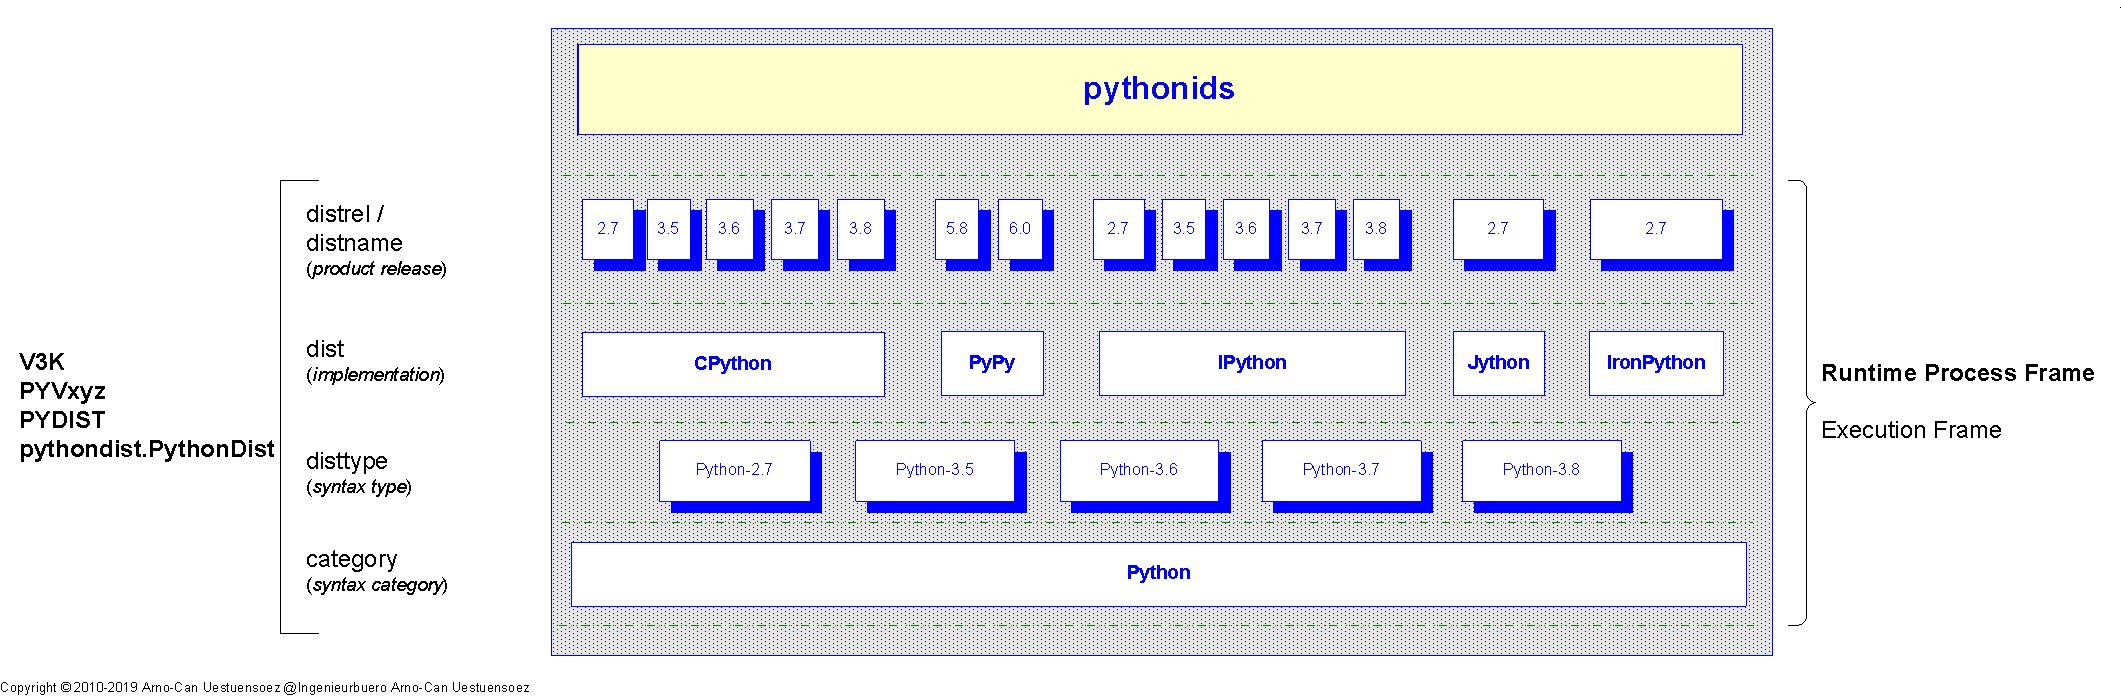 pythonids
distrel /
distname
(product release)
2.7 3.5 3.6 3.7 3.8 5.8 6.0 2.7 3.5 3.6 3.7 3.8 2.7 2.7
dist
(implementation)
CPython PyPy IPython Jython IronPython
V3K
PYVxyz
PYDIST
pythondist.PythonDist
Runtime Process Frame
Execution Frame
disttype
(syntax type)
Python-2.7 Python-3.5 Python-3.6 Python-3.7 Python-3.8
category
(syntax category)
Python
Copyright ©2010-2019 Arno-Can Uestuensoez @Ingenieurbuero Arno-Can Uestuensoez